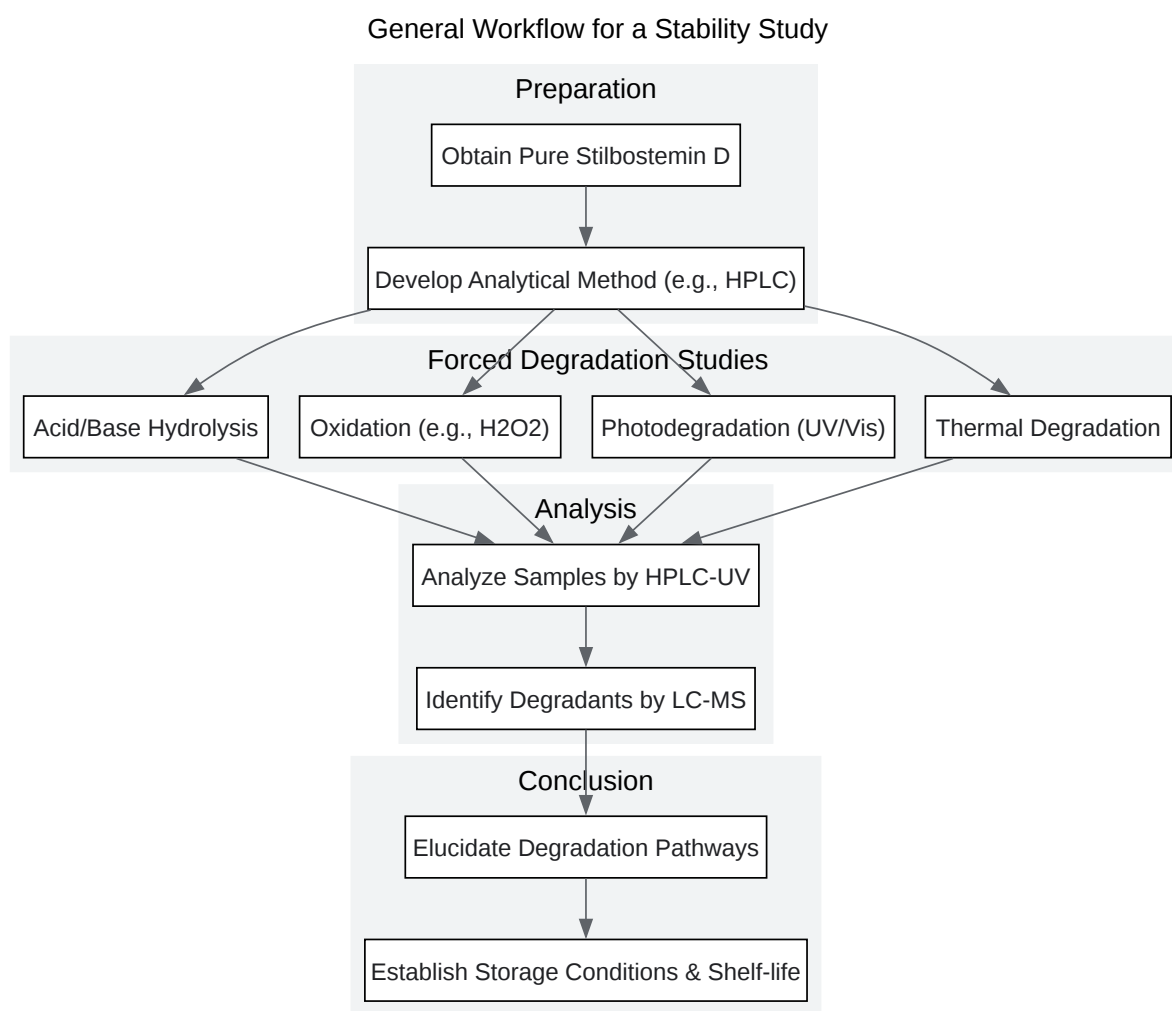 General Workflow for a Stability Study
Preparation
Obtain Pure Stilbostemin D
Develop Analytical Method (e.g., HPLC)
Forced Degradation Studies
Acid/Base Hydrolysis
Oxidation (e.g., H2O2)
Photodegradation (UV/Vis)
Thermal Degradation
Analysis
Analyze Samples by HPLC-UV
Identify Degradants by LC-MS
Conclusion
Elucidate Degradation Pathways
Establish Storage Conditions & Shelf-life